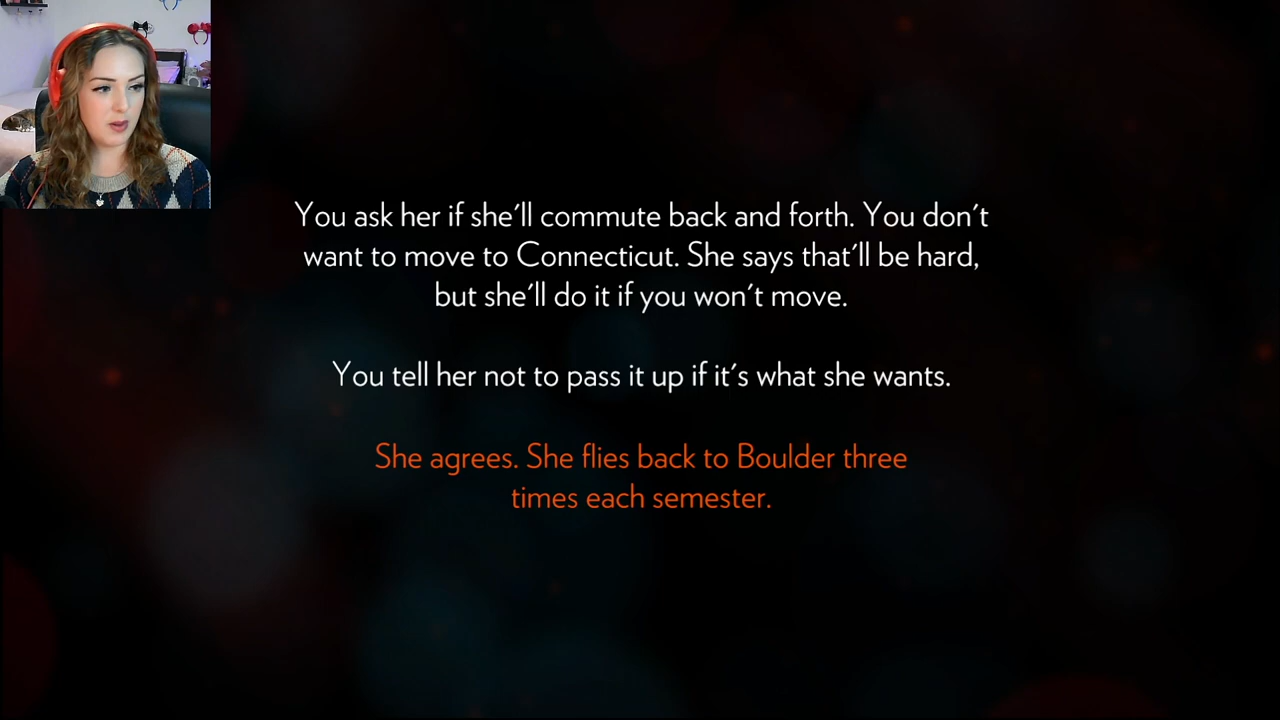 You ask her if she'll commute back and forth. You don't
want to move to Connecticut. She says that'll be hard,
but she'll do it if you won't move.
You tell her not to pass it up if it's what she wants.
She agrees. She flies back to Boulder three
times each semester.